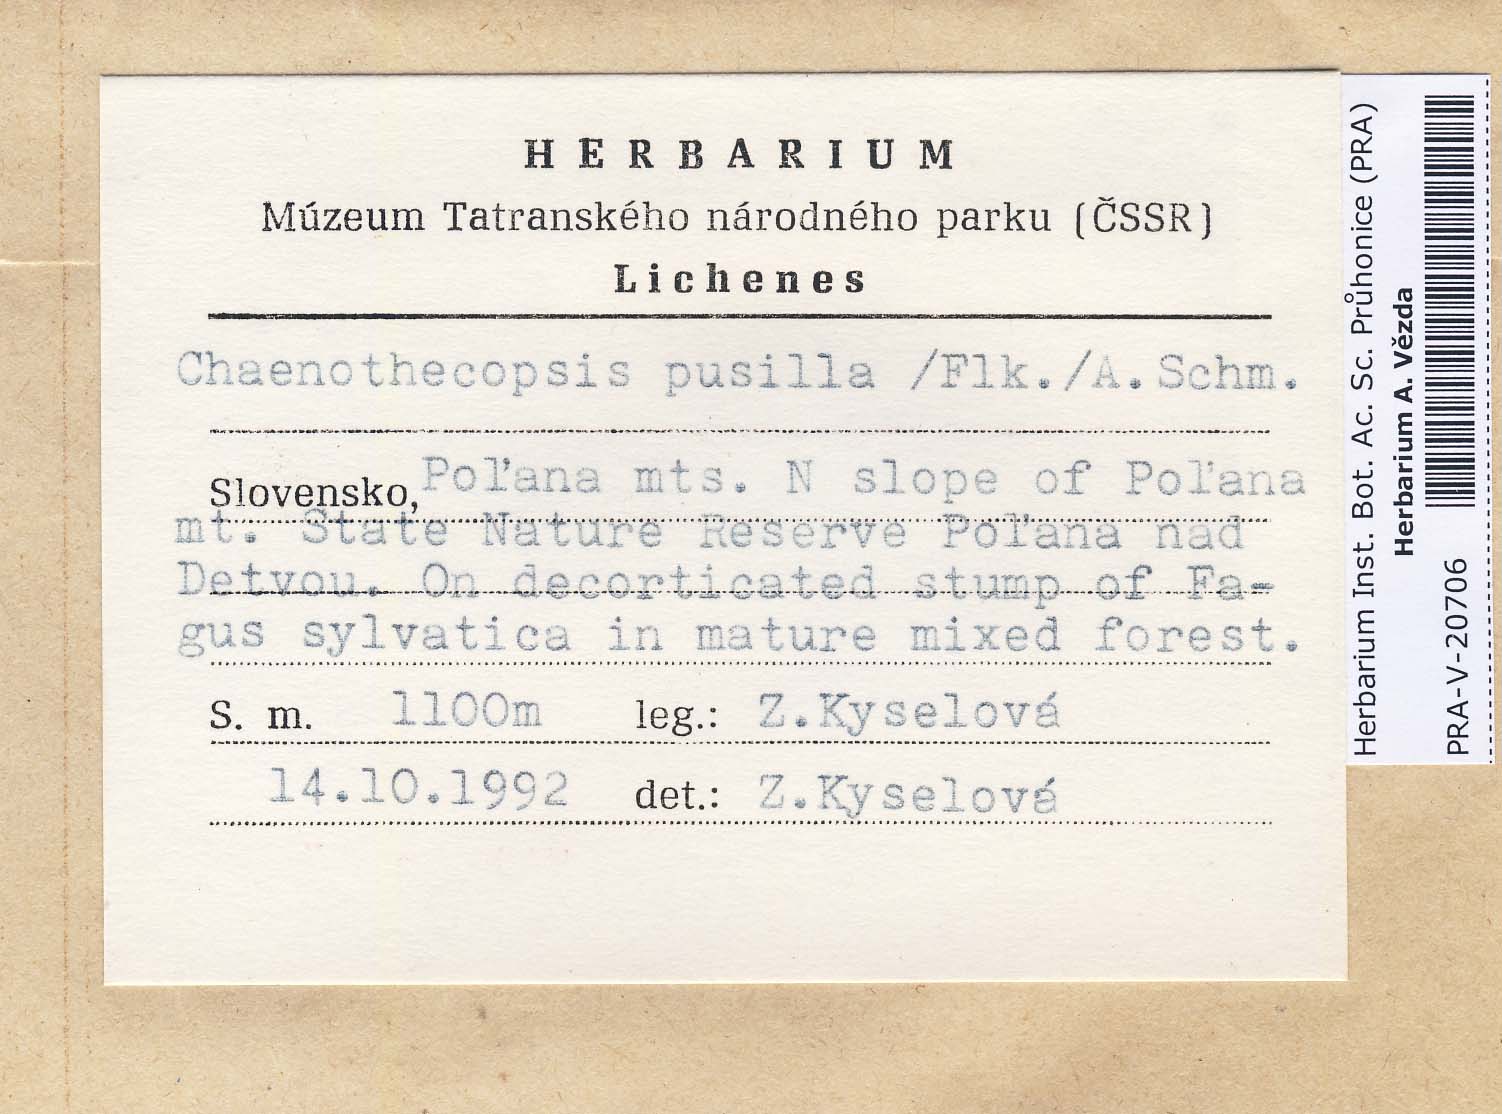 HERBARIUM
Múzeum Tatranského národného parku (ČSSR)
Lichenes
Chaenothecopsis pusilla /Flk./A.Schm.
Slovensko, Poľana mts. N slope of Poľana
mt. State Nature Reserve Poľana nad
Detvou. On decorticated stump of Fa-
gus sylvatica in mature mixed forest.
S. m. 1100m leg.: Z.Kyselová
14.10.1992 det.: Z.Kyselová
Herbarium Inst. Bot. Ac. Sc. Průhonice (PRA)
Herbarium A. Vězda
PRA-V-20706